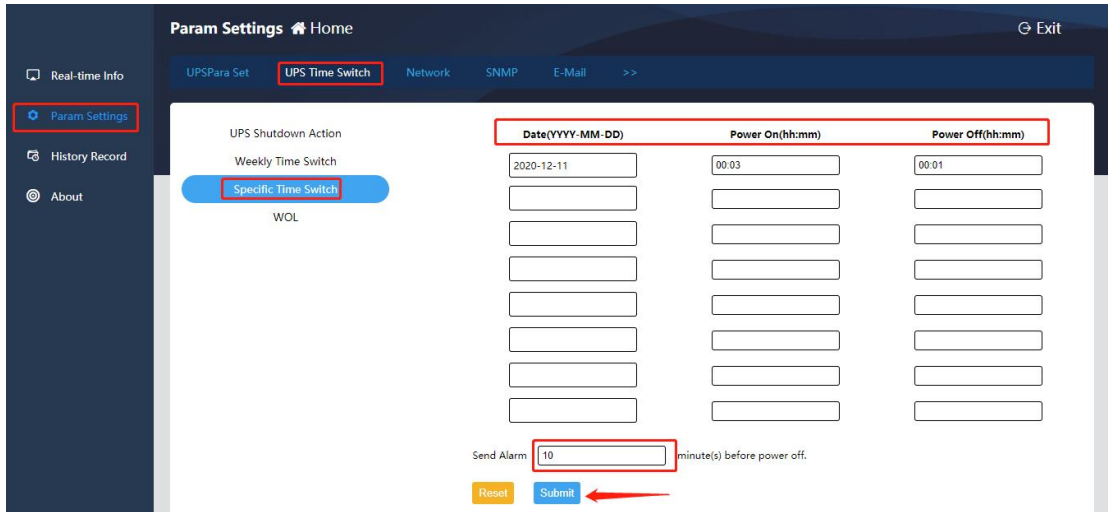 Param Settings Home
Exit
Real-time Info
Param Settings
History Record
About
UPSPara Set UPS Time Switch Network SNMP E-Mail >>
UPS Shutdown Action
Weekly Time Switch
Specific Time Switch
WOL
Date(YYYY-MM-DD) Power On(hh:mm) Power Off(hh:mm)
2020-12-11 00:03 00:01
Send Alarm 10 minute(s) before power off.
Reset Submit